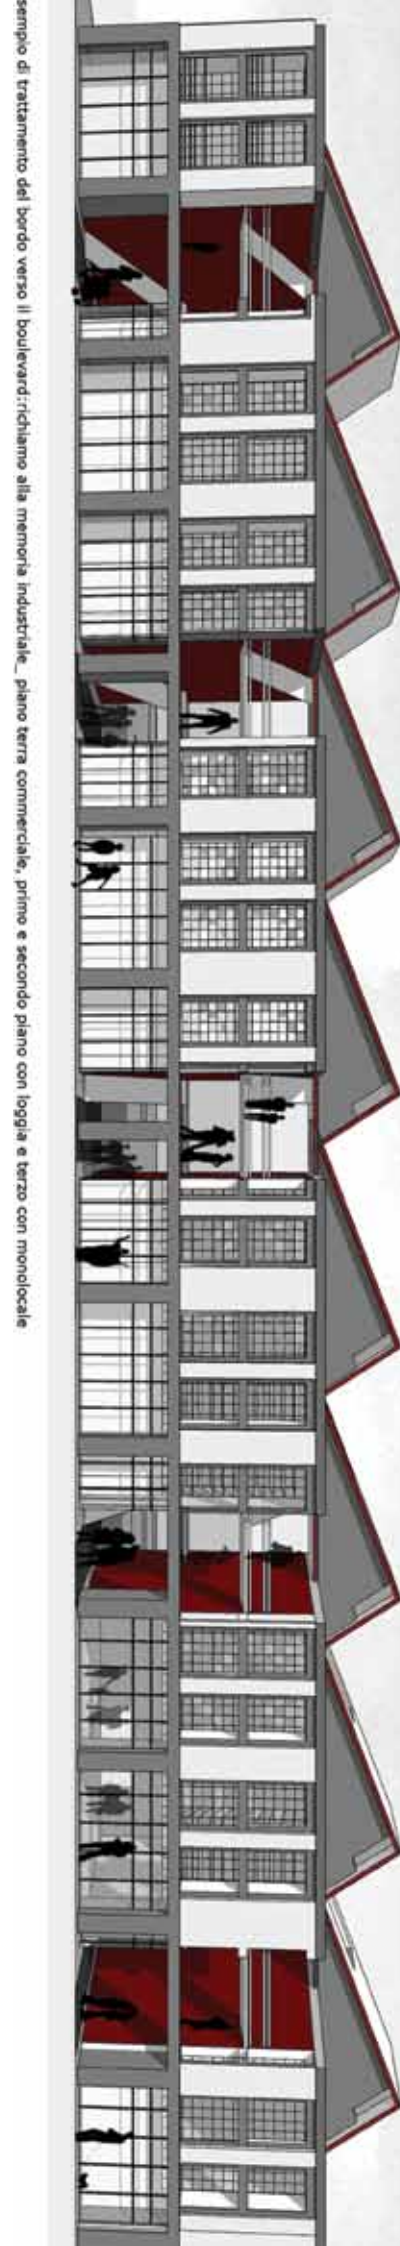 sempio di trattamento del bordo verso il boulevard:richiamo alla memoria industriale_ piano terra commerciale, primo e secondo piano con loggia e terzo con monolocale